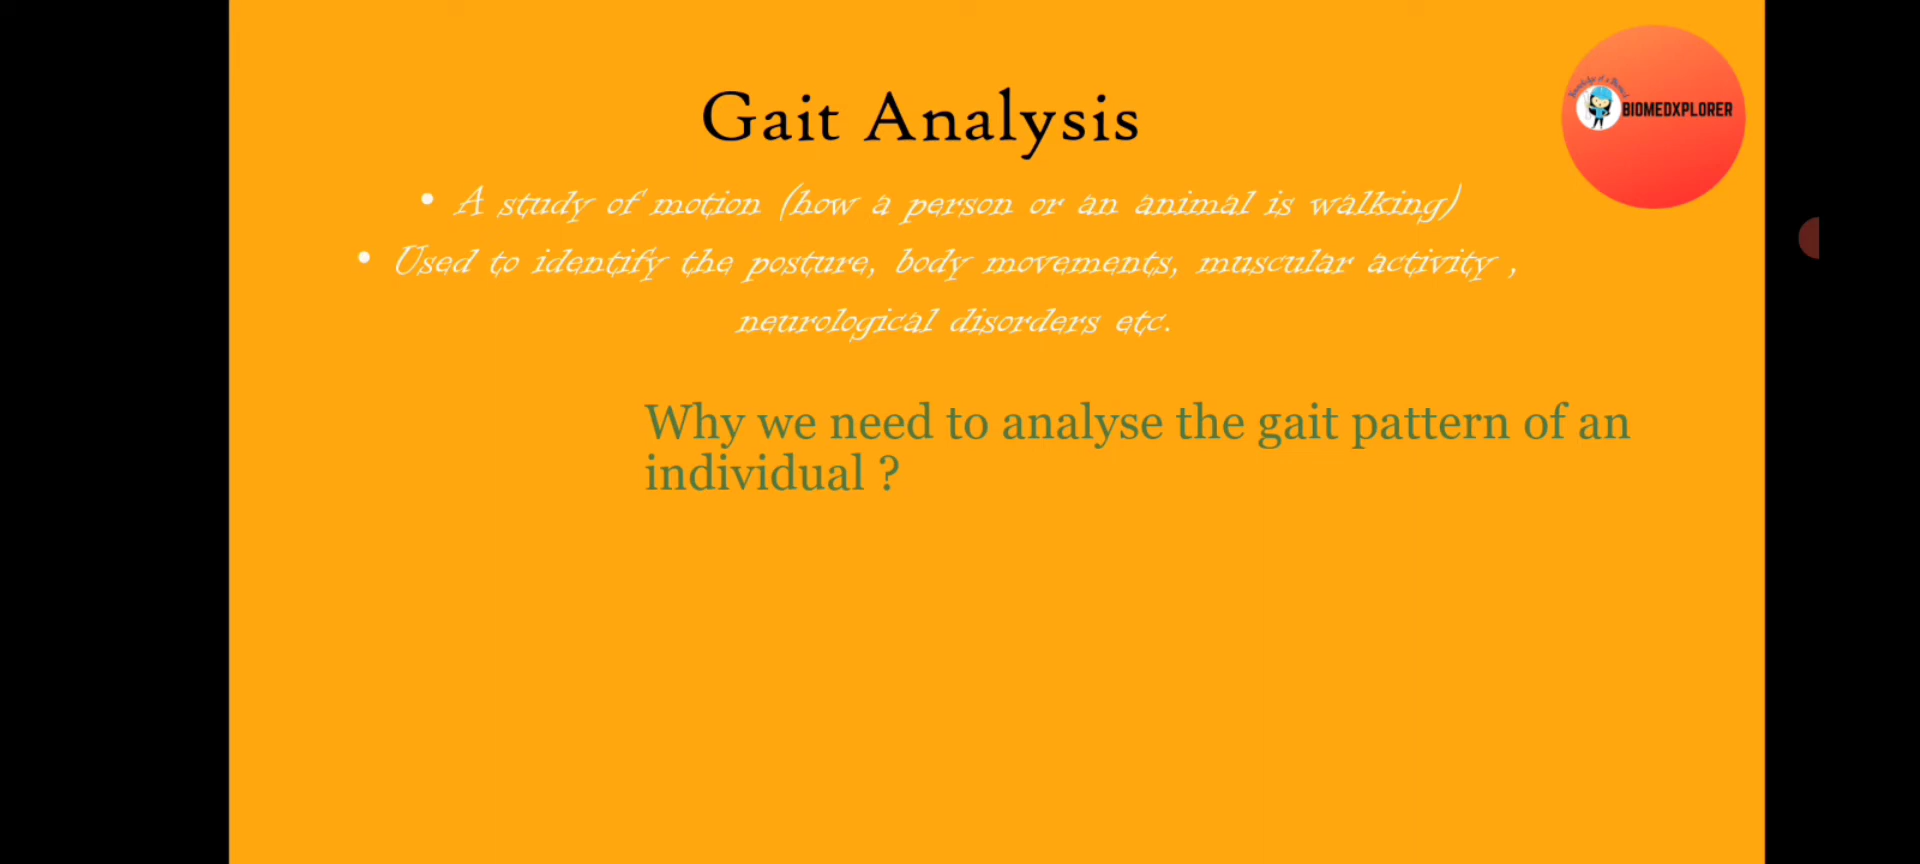 Gait Analysis
BIOMEDXPLORER
• A study of motion (how a person or an animal is walking)
• Used to identify the posture, body movements, muscular activity ,
neurological disorders etc.
Why we need to analyse the gait pattern of an
individual ?